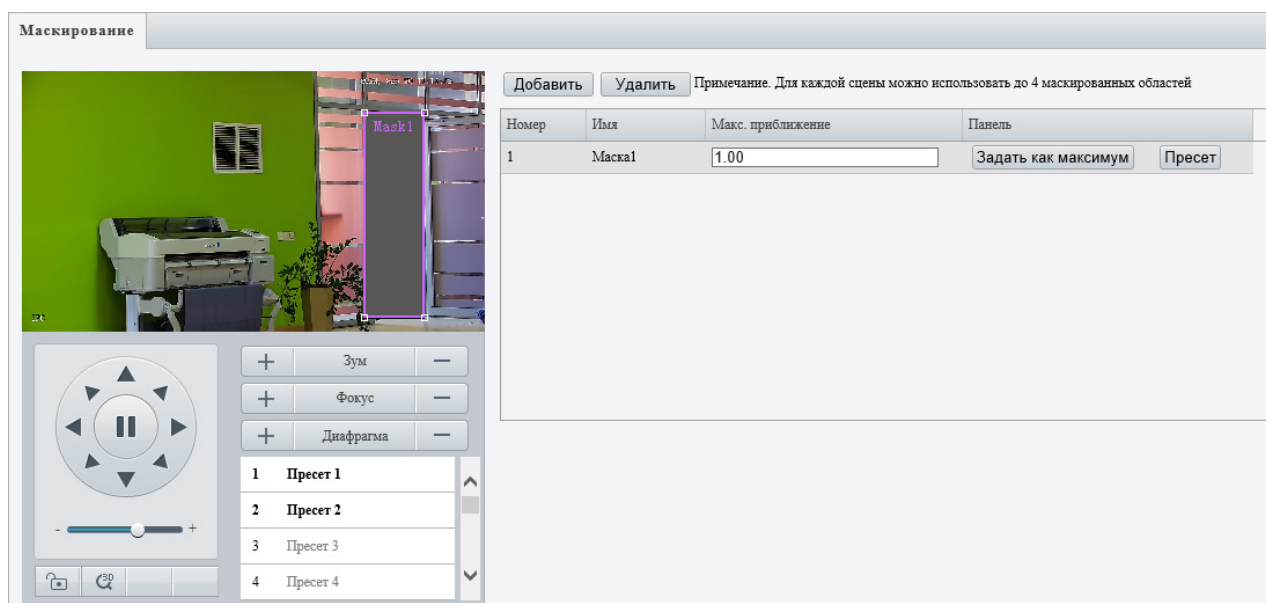 Маскирование
Добавить Удалить Примечание. Для каждой сцены можно использовать до 4 маскированных областей
Номер Имя Макс. приближение Панель
1 Маска1 1.00 Задать как максимум Пресет
Mask1
+ Зум —
+ Фокус —
+ Диафрагма —
1 Пресет 1
2 Пресет 2
3 Пресет 3
4 Пресет 4
- +
3D